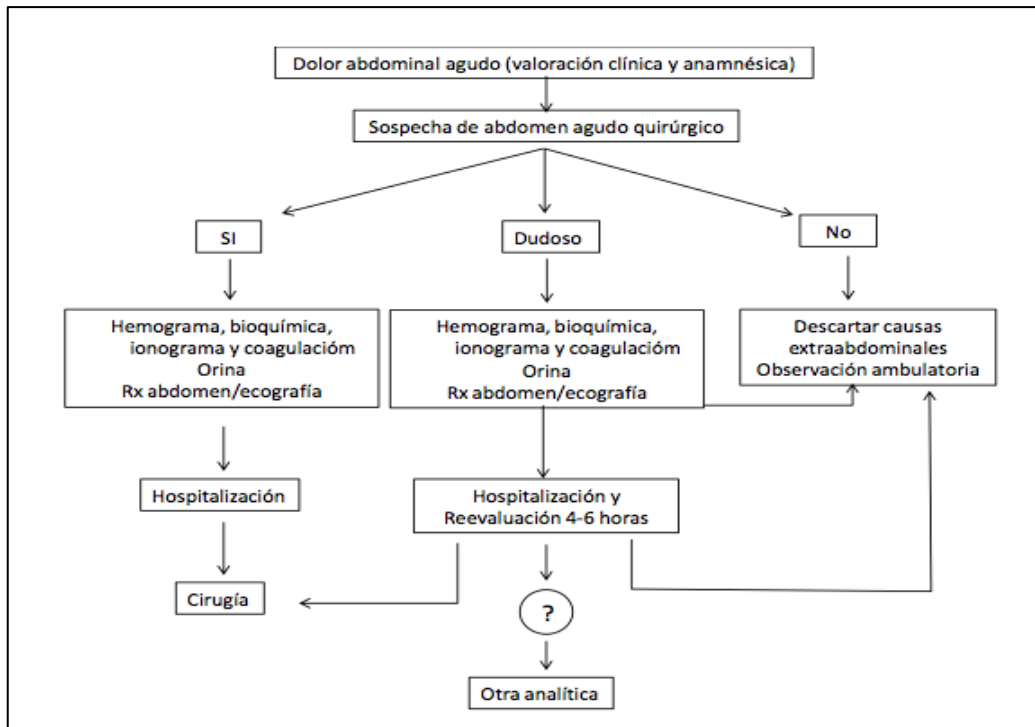 Dolor abdominal agudo (valoración clínica y anamnésica)
Sospecha de abdomen agudo quirúrgico
SI
Dudoso
No
Hemograma, bioquímica,
ionograma y coagulacióm
Orina
Rx abdomen/ecografía
Hemograma, bioquímica,
ionograma y coagulacióm
Orina
Rx abdomen/ecografía
Descartar causas
extraabdominales
Observación ambulatoria
Hospitalización
Hospitalización y
Reevaluación 4-6 horas
Cirugía
?
Otra analítica